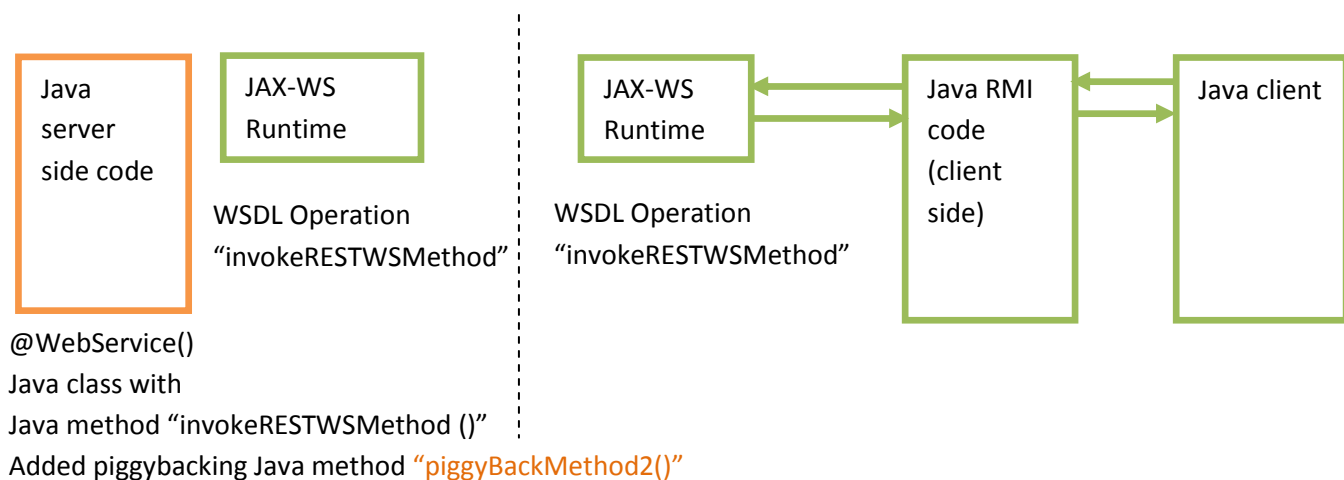 Java
server
side code
JAX-WS
Runtime
WSDL Operation
“invokeRESTWSMethod”
@WebService()
Java class with
Java method “invokeRESTWSMethod ()”
Added piggybacking Java method “piggyBackMethod2()”
JAX-WS
Runtime
WSDL Operation
“invokeRESTWSMethod”
Java RMI
code
(client
side)
Java client